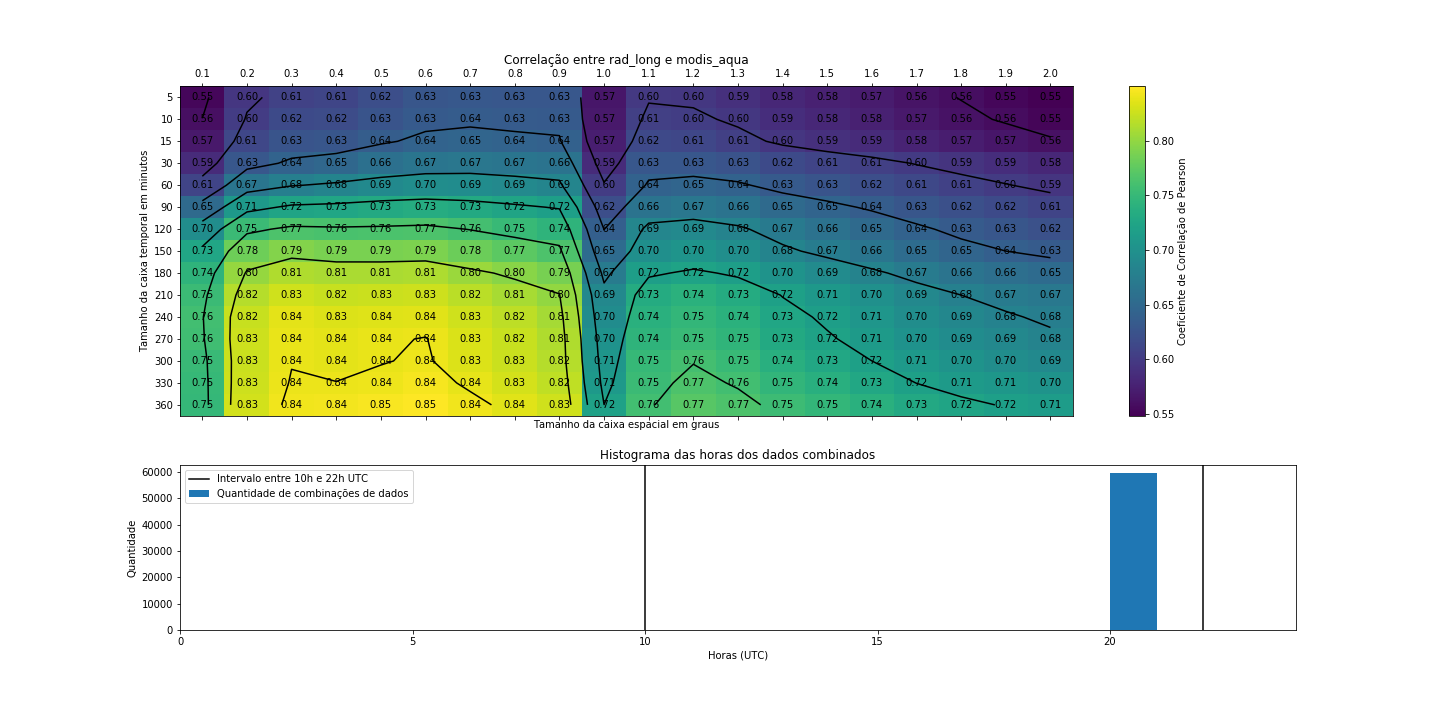 Correlação entre rad_long e modis_aqua
0.1 0.2 0.3 0.4 0.5 0.6 0.7 0.8 0.9 1.0 1.1 1.2 1.3 1.4 1.5 1.6 1.7 1.8 1.9 2.0
5 0.55 0.60 0.61 0.61 0.62 0.63 0.63 0.63 0.63 0.57 0.60 0.60 0.59 0.58 0.58 0.57 0.56 0.56 0.55 0.55
10 0.56 0.60 0.62 0.62 0.63 0.63 0.64 0.63 0.63 0.57 0.61 0.60 0.60 0.59 0.58 0.58 0.57 0.56 0.56 0.55
15 0.57 0.61 0.63 0.63 0.64 0.64 0.65 0.64 0.64 0.57 0.62 0.61 0.61 0.60 0.59 0.59 0.58 0.57 0.57 0.56
30 0.59 0.63 0.64 0.65 0.66 0.67 0.67 0.67 0.66 0.59 0.63 0.63 0.63 0.62 0.61 0.61 0.60 0.59 0.59 0.58
60 0.61 0.67 0.68 0.68 0.69 0.70 0.69 0.69 0.69 0.60 0.64 0.65 0.64 0.63 0.63 0.62 0.61 0.61 0.60 0.59
90 0.65 0.71 0.72 0.73 0.73 0.73 0.73 0.72 0.72 0.62 0.66 0.67 0.66 0.65 0.65 0.64 0.63 0.62 0.62 0.61
120 0.70 0.75 0.77 0.76 0.76 0.77 0.76 0.75 0.74 0.64 0.69 0.69 0.68 0.67 0.66 0.65 0.64 0.63 0.63 0.62
150 0.73 0.78 0.79 0.79 0.79 0.79 0.78 0.77 0.77 0.65 0.70 0.70 0.70 0.68 0.67 0.66 0.65 0.65 0.64 0.63
180 0.74 0.80 0.81 0.81 0.81 0.81 0.80 0.80 0.79 0.67 0.72 0.72 0.72 0.70 0.69 0.68 0.67 0.66 0.66 0.65
210 0.75 0.82 0.83 0.82 0.83 0.83 0.82 0.81 0.80 0.69 0.73 0.74 0.73 0.72 0.71 0.70 0.69 0.68 0.67 0.67
240 0.76 0.82 0.84 0.83 0.84 0.84 0.83 0.82 0.81 0.70 0.74 0.75 0.74 0.73 0.72 0.71 0.70 0.69 0.68 0.68
270 0.76 0.83 0.84 0.84 0.84 0.84 0.83 0.82 0.81 0.70 0.74 0.75 0.75 0.73 0.72 0.71 0.70 0.69 0.69 0.68
300 0.75 0.83 0.84 0.84 0.84 0.84 0.83 0.83 0.82 0.71 0.75 0.76 0.75 0.74 0.73 0.72 0.71 0.70 0.70 0.69
330 0.75 0.83 0.84 0.84 0.84 0.84 0.84 0.83 0.82 0.71 0.75 0.77 0.76 0.75 0.74 0.73 0.72 0.71 0.71 0.70
360 0.75 0.83 0.84 0.84 0.85 0.85 0.84 0.84 0.83 0.72 0.76 0.77 0.77 0.75 0.75 0.74 0.73 0.72 0.72 0.71
Tamanho da caixa temporal em minutos
Tamanho da caixa espacial em graus
0.80
0.75
0.70
0.65
0.60
0.55
Coeficiente de Correlação de Pearson
Histograma das horas dos dados combinados
Intervalo entre 10h e 22h UTC
Quantidade de combinações de dados
60000
50000
40000
30000
20000
10000
0
Quantidade
0 5 10 15 20
Horas (UTC)